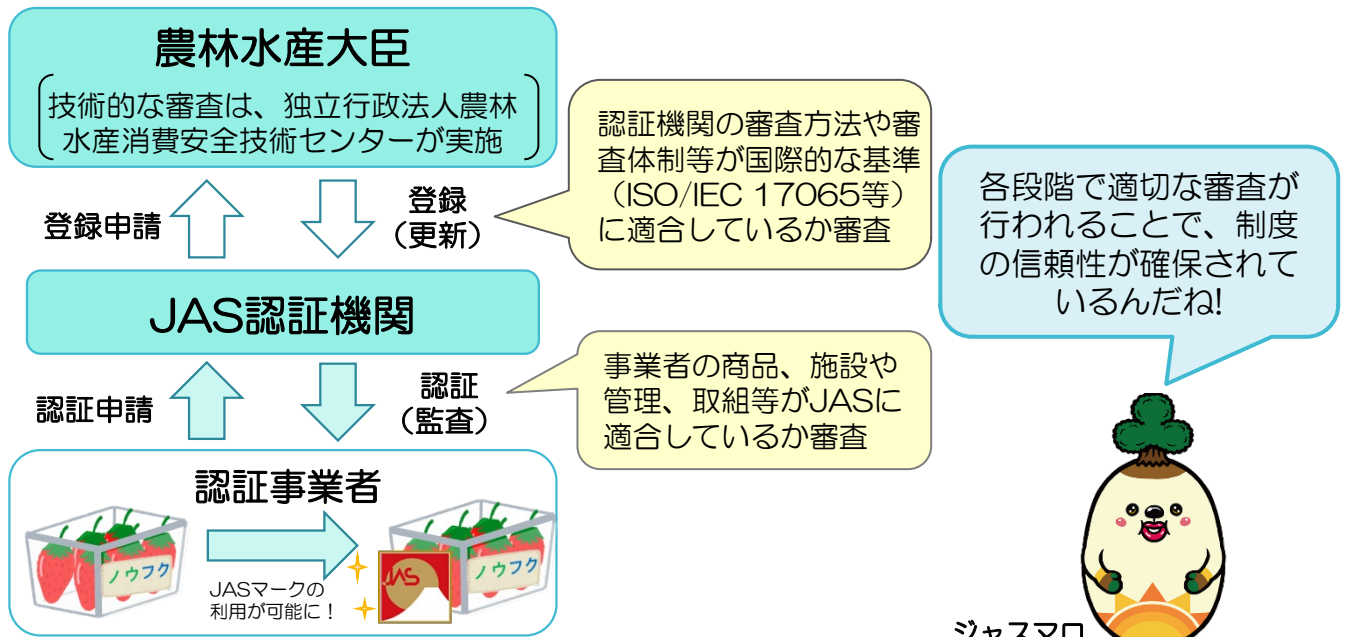 農林水産大臣
技術的な審査は、独立行政法人農林
水産消費安全技術センターが実施
登録申請
登録
（更新）
認証機関の審査方法や審
査体制等が国際的な基準
（ISO/IEC 17065等）
に適合しているか審査
各段階で適切な審査が
行われることで、制度
の信頼性が確保されて
いるんだね!
JAS認証機関
認証申請
認証
（監査）
事業者の商品、施設や
管理、取組等がJASに
適合しているか審査
認証事業者
ノウフク
JASマークの
利用が可能に！
JAS
ノウフク
ジャスマロ